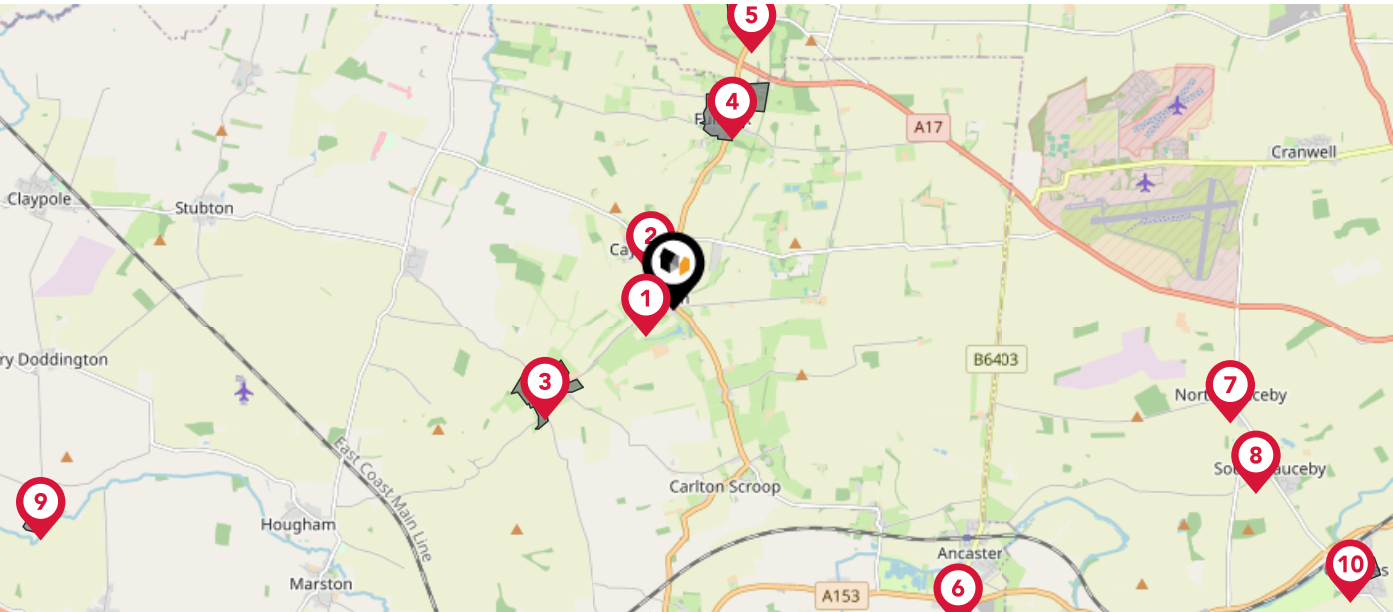 5
4
A17
Cranwell
Claypole
Stubton
2
1
B6403
ry Doddington
3
7
8
East Coast Main Line
Carlton Scroop
9
Hougham
Ancaster
Marston
10
6
A153